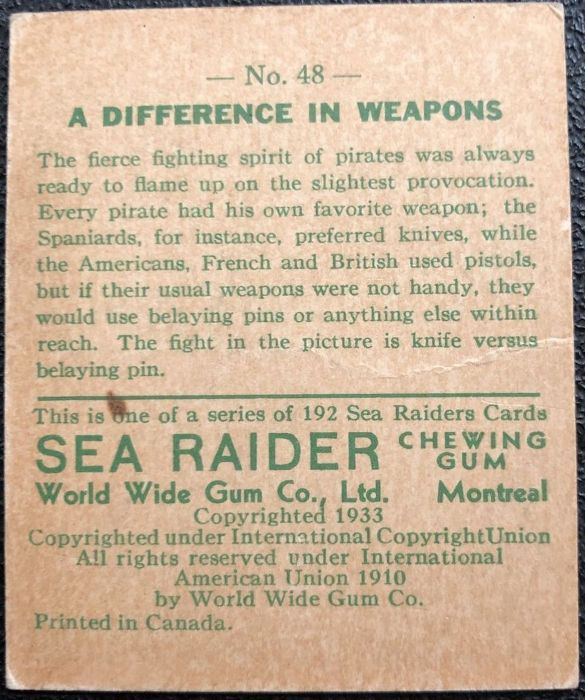 — No. 48 —
A DIFFERENCE IN WEAPONS
The fierce fighting spirit of pirates was always
ready to flame up on the slightest provocation.
Every pirate had his own favorite weapon; the
Spaniards, for instance, preferred knives, while
the Americans, French and British used pistols,
but if their usual weapons were not handy, they
would use belaying pins or anything else within
reach. The fight in the picture is knife versus
belaying pin.
This is one of a series of 192 Sea Raiders Cards
SEA RAIDER CHEWING GUM
World Wide Gum Co., Ltd. Montreal
Copyrighted 1933
Copyrighted under International CopyrightUnion
All rights reserved under International
American Union 1910
by World Wide Gum Co.
Printed in Canada.